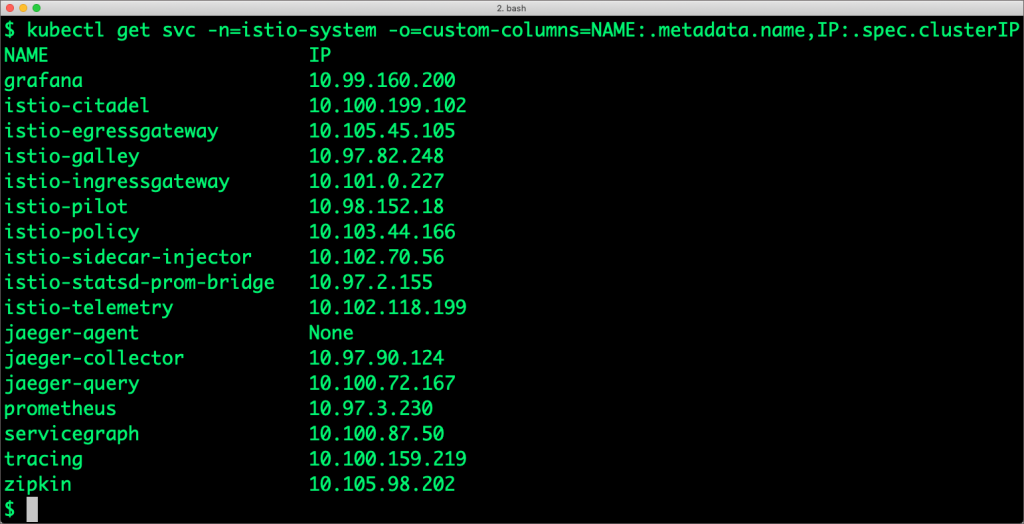 2. bash
$ kubectl get svc -n=istio-system -o=custom-columns=NAME:.metadata.name,IP:.spec.clusterIP
NAME IP
grafana 10.99.160.200
istio-citadel 10.100.199.102
istio-egressgateway 10.105.45.105
istio-galley 10.97.82.248
istio-ingressgateway 10.101.0.227
istio-pilot 10.98.152.18
istio-policy 10.103.44.166
istio-sidecar-injector 10.102.70.56
istio-statsd-prom-bridge 10.97.2.155
istio-telemetry 10.102.118.199
jaeger-agent None
jaeger-collector 10.97.90.124
jaeger-query 10.100.72.167
prometheus 10.97.3.230
servicegraph 10.100.87.50
tracing 10.100.159.219
zipkin 10.105.98.202
$